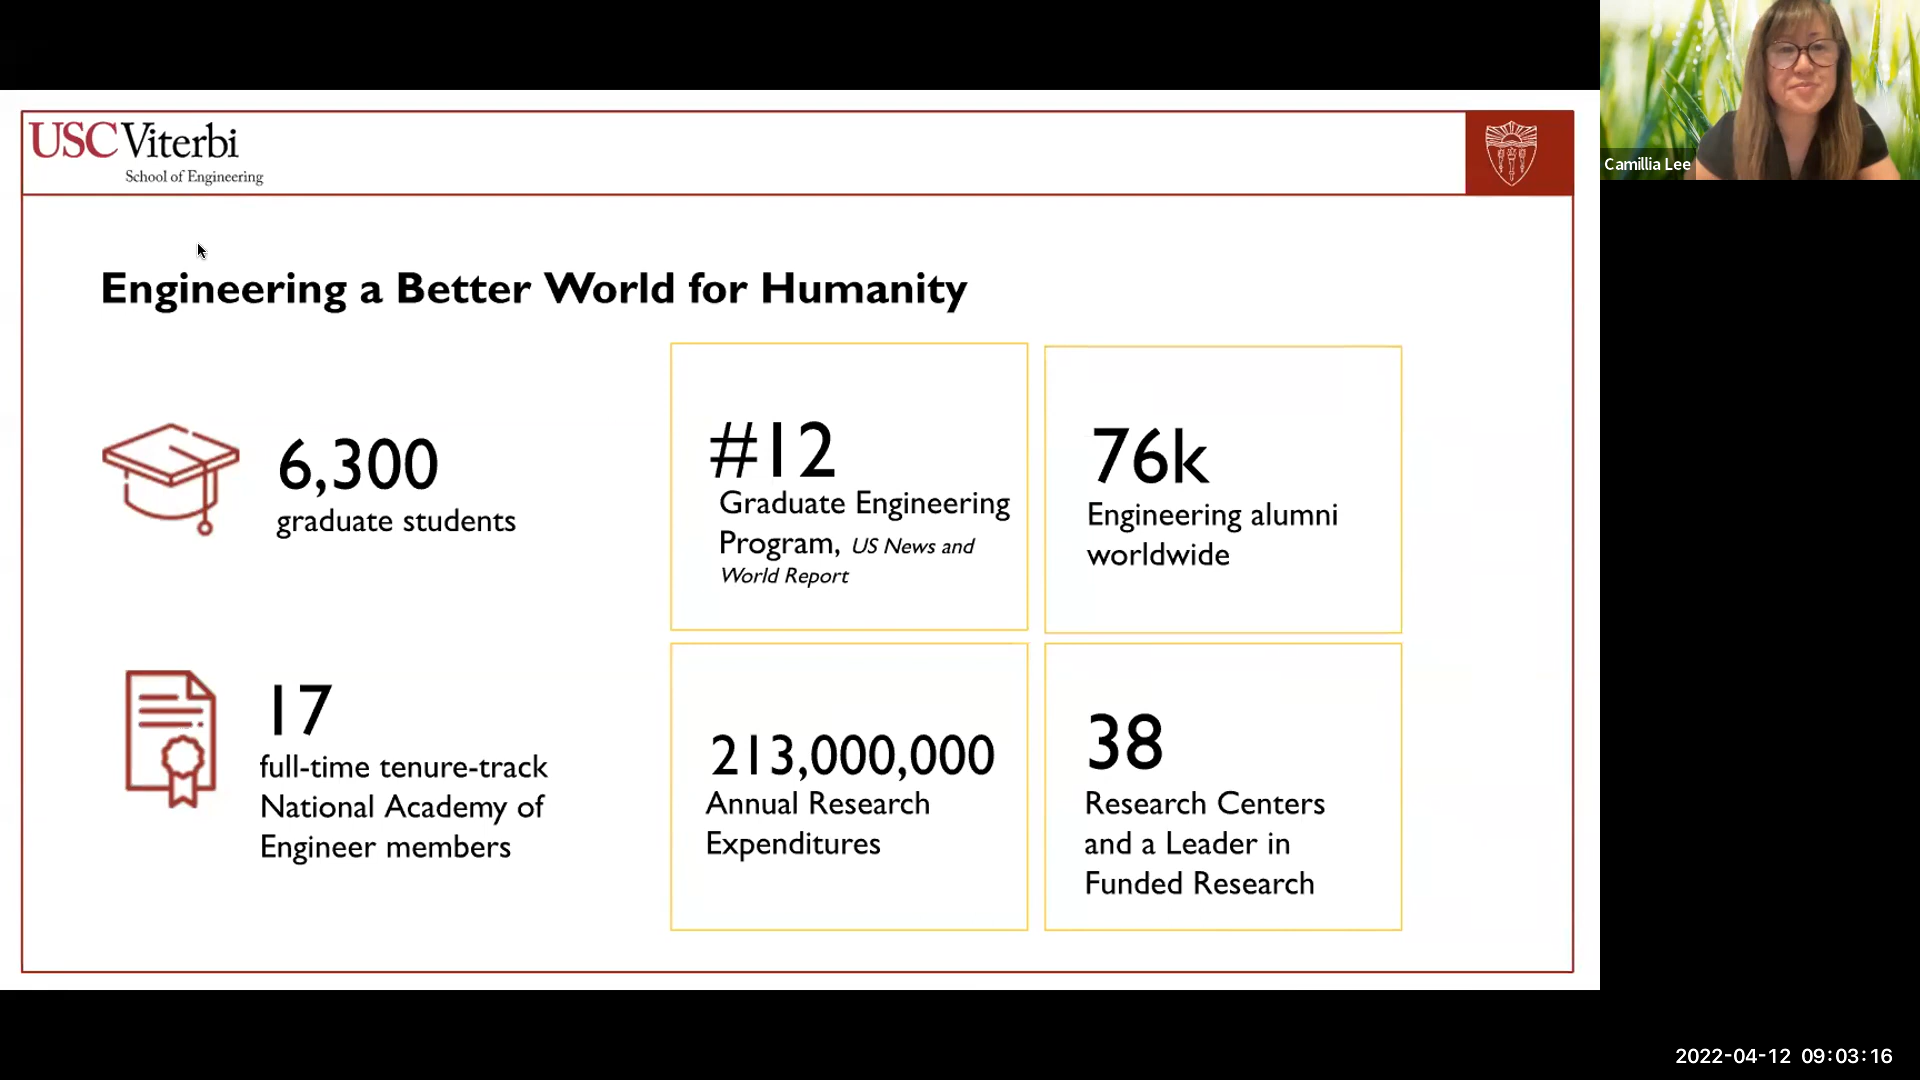 USC Viterbi
School of Engineering
Camillia Lee
Engineering a Better World for Humanity
6,300
graduate students
#12
Graduate Engineering
Program, US News and
World Report
76k
Engineering alumni
worldwide
17
full-time tenure-track
National Academy of
Engineer members
213,000,000
Annual Research
Expenditures
38
Research Centers
and a Leader in
Funded Research
2022-04-12 09:03:16